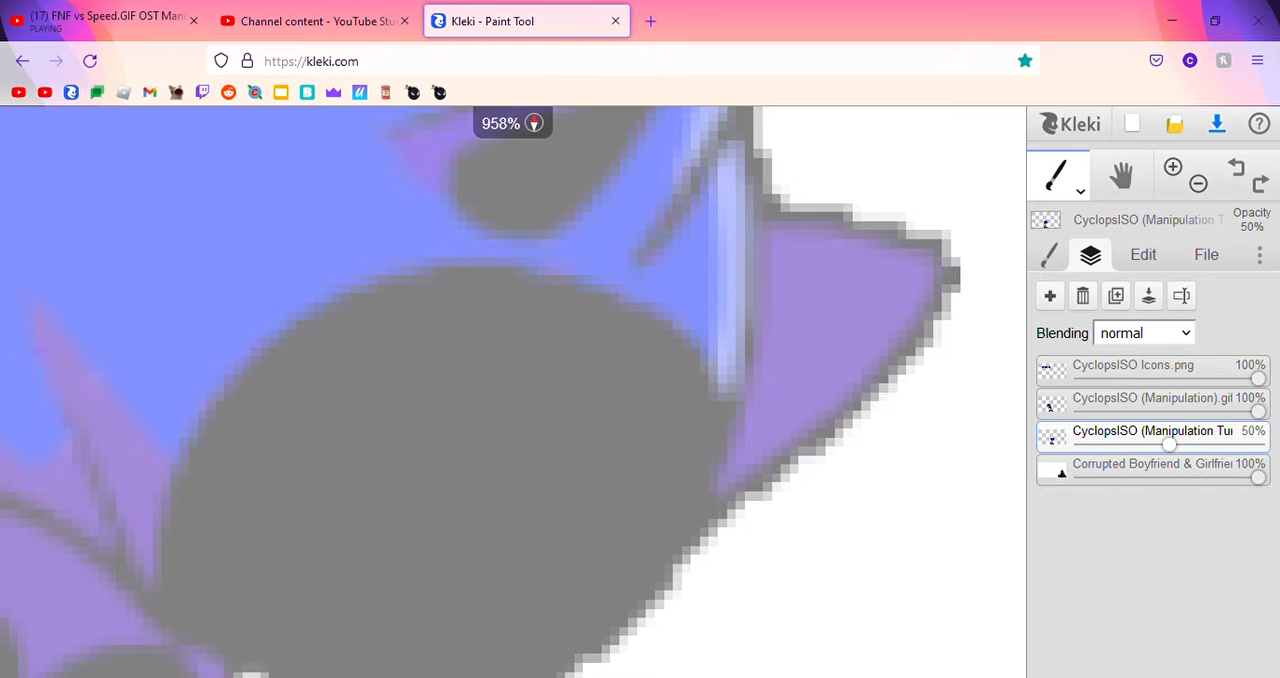 (17) FNF vs Speed.GIF OST Mani
PLAYING
Channel content - YouTube Stu
Kleki - Paint Tool
https://kleki.com
958%
Kleki
CyclopsISO (Manipulation T
Opacity
50%
Edit
File
Blending
normal
CyclopsISO Icons.png 100%
CyclopsISO (Manipulation).gif 100%
CyclopsISO (Manipulation Tur 50%
Corrupted Boyfriend & Girlfrie 100%